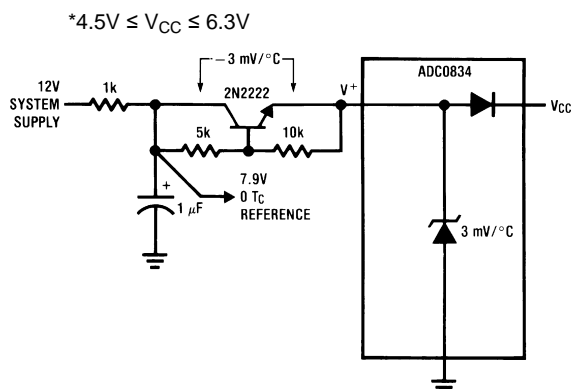 *4.5V ≤ VCC ≤ 6.3V
−3 mV/°C
ADC0834
12V
SYSTEM
SUPPLY
1k
2N2222
V+
VCC
5k
10k
+
1 μF
7.9V
0 TC
REFERENCE
3 mV/°C